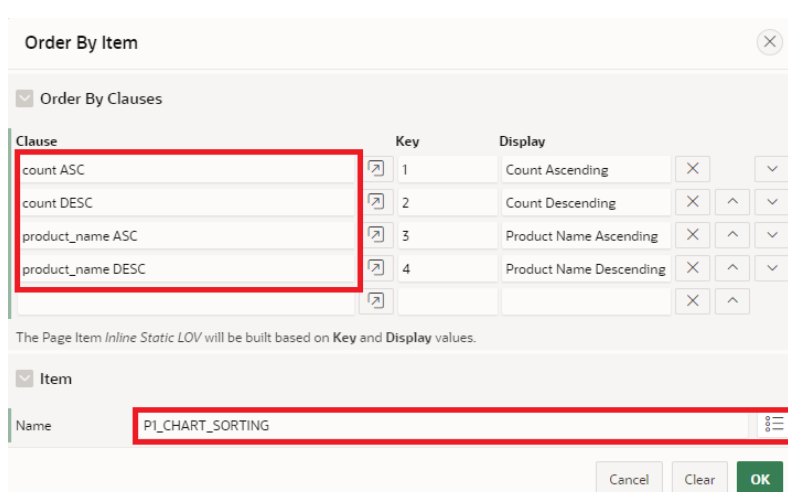 Order By Item
Order By Clauses
Clause Key Display
count ASC 1 Count Ascending
count DESC 2 Count Descending
product_name ASC 3 Product Name Ascending
product_name DESC 4 Product Name Descending
The Page Item Inline Static LOV will be built based on Key and Display values.
Item
Name P1_CHART_SORTING
Cancel Clear OK